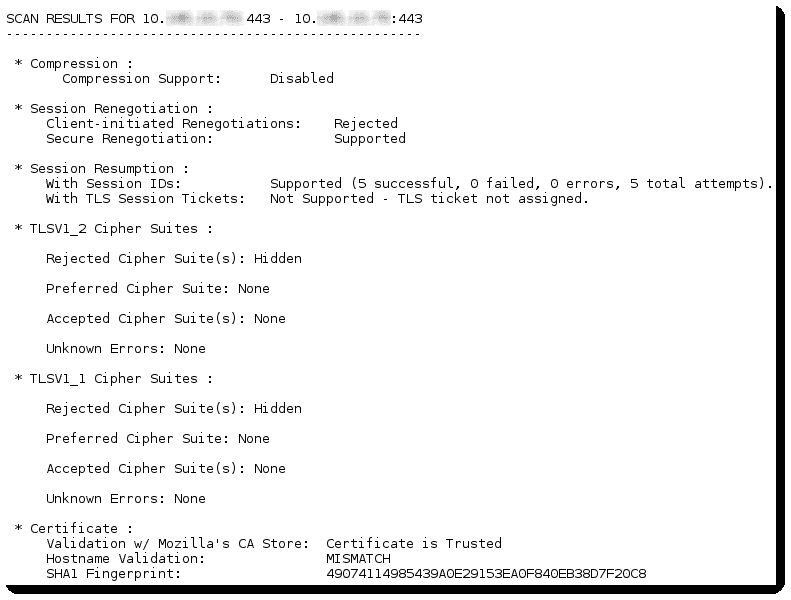 SCAN RESULTS FOR 10. 443 - 10. :443
----------------------------------------------------
* Compression :
Compression Support: Disabled
* Session Renegotiation :
Client-initiated Renegotiations: Rejected
Secure Renegotiation: Supported
* Session Resumption :
With Session IDs: Supported (5 successful, 0 failed, 0 errors, 5 total attempts).
With TLS Session Tickets: Not Supported - TLS ticket not assigned.
* TLSV1_2 Cipher Suites :
Rejected Cipher Suite(s): Hidden
Preferred Cipher Suite: None
Accepted Cipher Suite(s): None
Unknown Errors: None
* TLSV1_1 Cipher Suites :
Rejected Cipher Suite(s): Hidden
Preferred Cipher Suite: None
Accepted Cipher Suite(s): None
Unknown Errors: None
* Certificate :
Validation w/ Mozilla's CA Store: Certificate is Trusted
Hostname Validation: MISMATCH
SHA1 Fingerprint: 49074114985439A0E29153EA0F840EB38D7F20C8